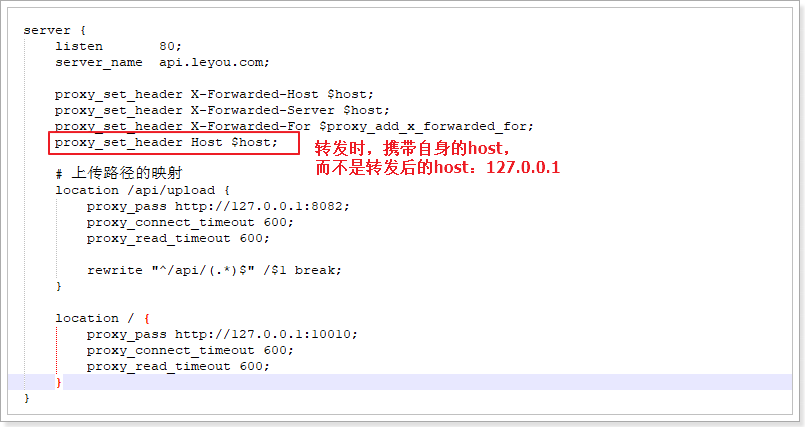 server {
    listen       80;
    server_name  api.leyou.com;
    proxy_set_header X-Forwarded-Host $host;
    proxy_set_header X-Forwarded-Server $host;
    proxy_set_header X-Forwarded-For $proxy_add_x_forwarded_for;
    proxy_set_header Host $host;
转发时，携带自身的host，
而不是转发后的host：127.0.0.1
    # 上传路径的映射
    location /api/upload {
        proxy_pass http://127.0.0.1:8082;
        proxy_connect_timeout 600;
        proxy_read_timeout 600;
        rewrite "^/api/(.*)$" /$1 break;
    }
    location / {
        proxy_pass http://127.0.0.1:10010;
        proxy_connect_timeout 600;
        proxy_read_timeout 600;
    }
}